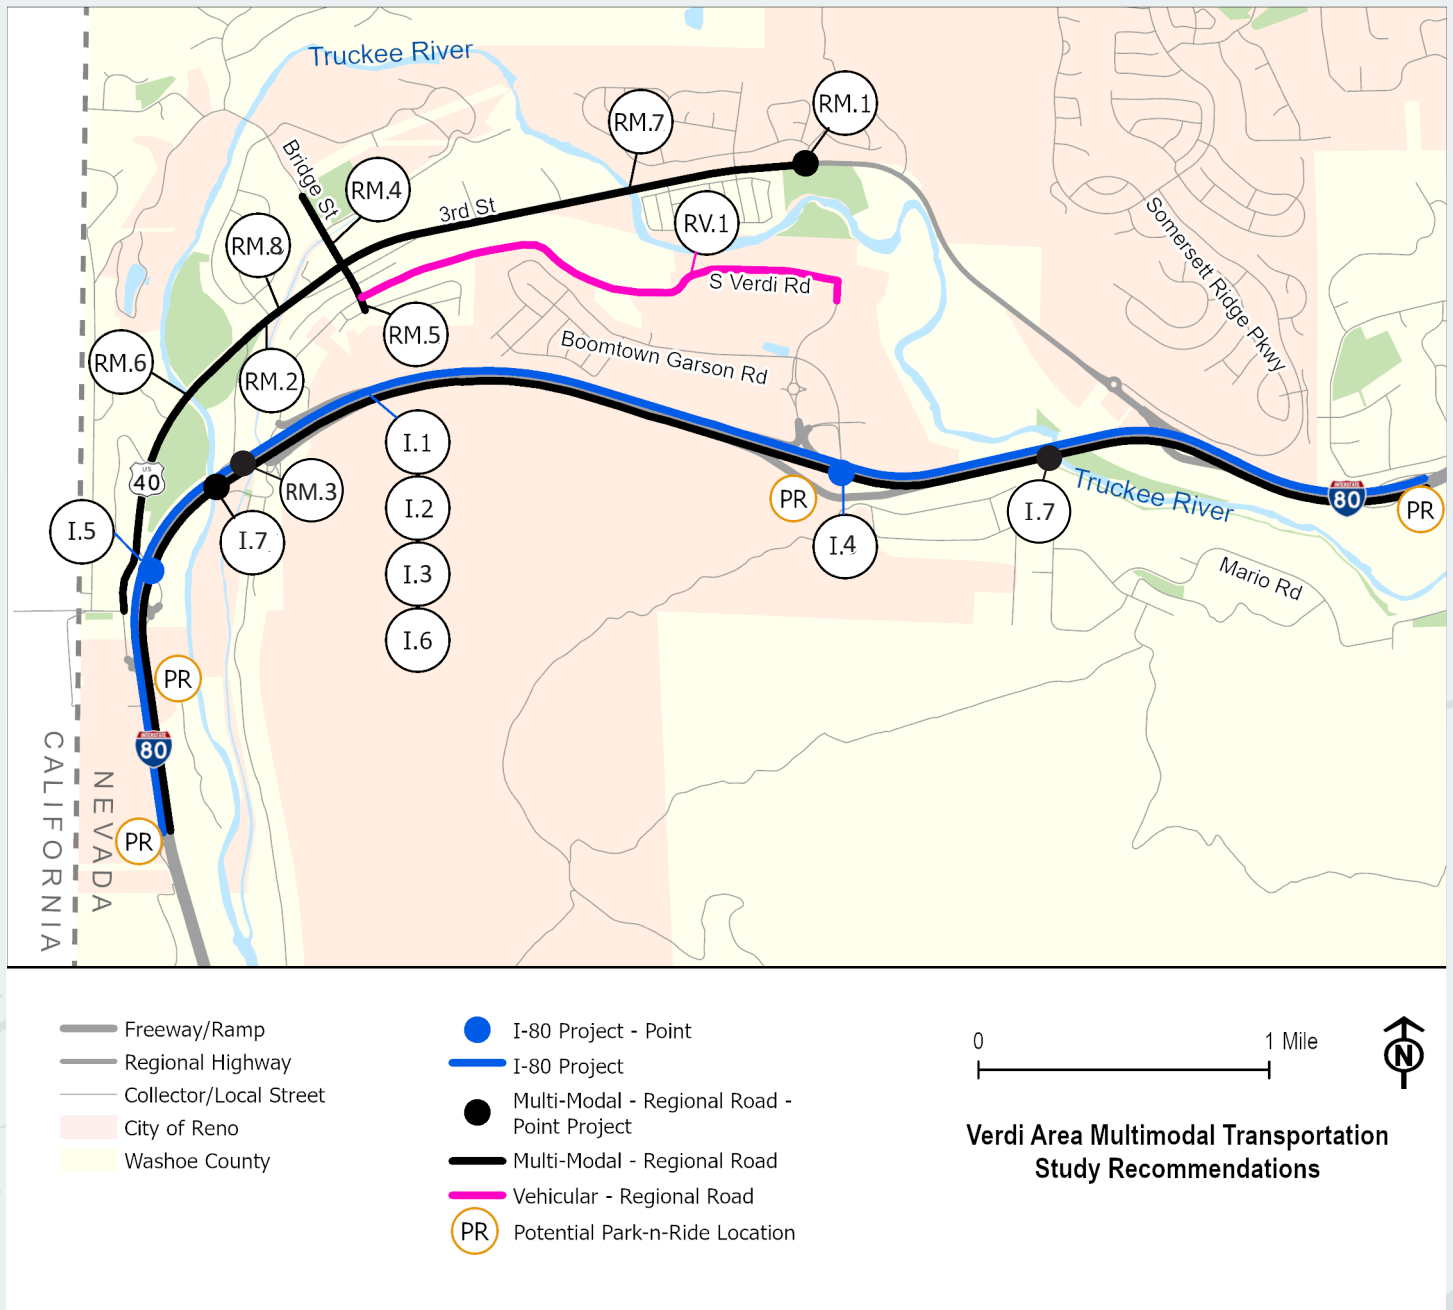 Truckee River
RM.1
RM.7
Bridge St
RM.4
3rd St
RV.1
RM.8
S Verdi Rd
Somersett Ridge Pkwy
RM.5
RM.6
RM.2
Boomtown Garson Rd
I.1
US
40
RM.3
PR
I.2
I.5
I.7
I.4
I.7
Truckee River
INTERSTATE
80
PR
I.3
Mario Rd
I.6
PR
INTERSTATE
80
PR
CALIFORNIA
NEVADA
Freeway/Ramp
Regional Highway
Collector/Local Street
City of Reno
Washoe County
I-80 Project - Point
I-80 Project
Multi-Modal - Regional Road -
Point Project
Multi-Modal - Regional Road
Vehicular - Regional Road
PR Potential Park-n-Ride Location
0 1 Mile
N
Verdi Area Multimodal Transportation
Study Recommendations